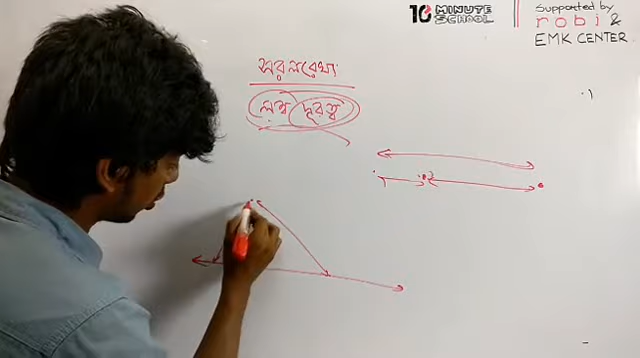 সরলরেখা
লম্ব দূরত্ব
10 MINUTE SCHOOL
Supported by
robi &
EMK CENTER